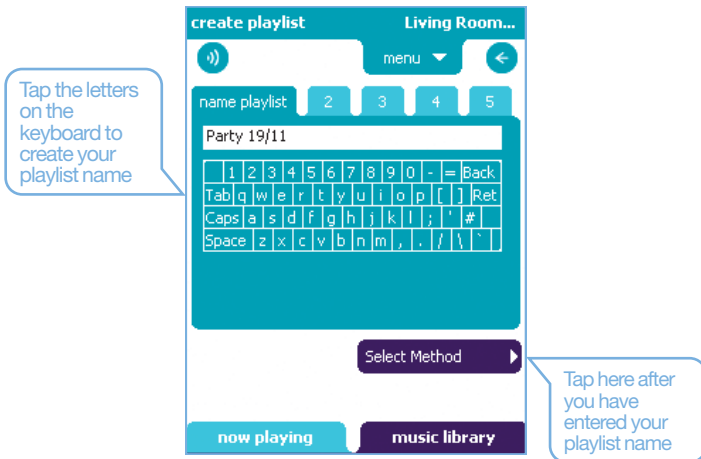 create playlist Living Room...
menu
name playlist 2 3 4 5
Tap the letters
on the
keyboard to
create your
playlist name
Party 19/11
1 2 3 4 5 6 7 8 9 0 - = Back
Tab q w e r t y u i o p [ ] Ret
Caps a s d f g h j k l ; ' #
Space z x c v b n m , . / \ `
Select Method
Tap here after
you have
entered your
playlist name
now playing music library